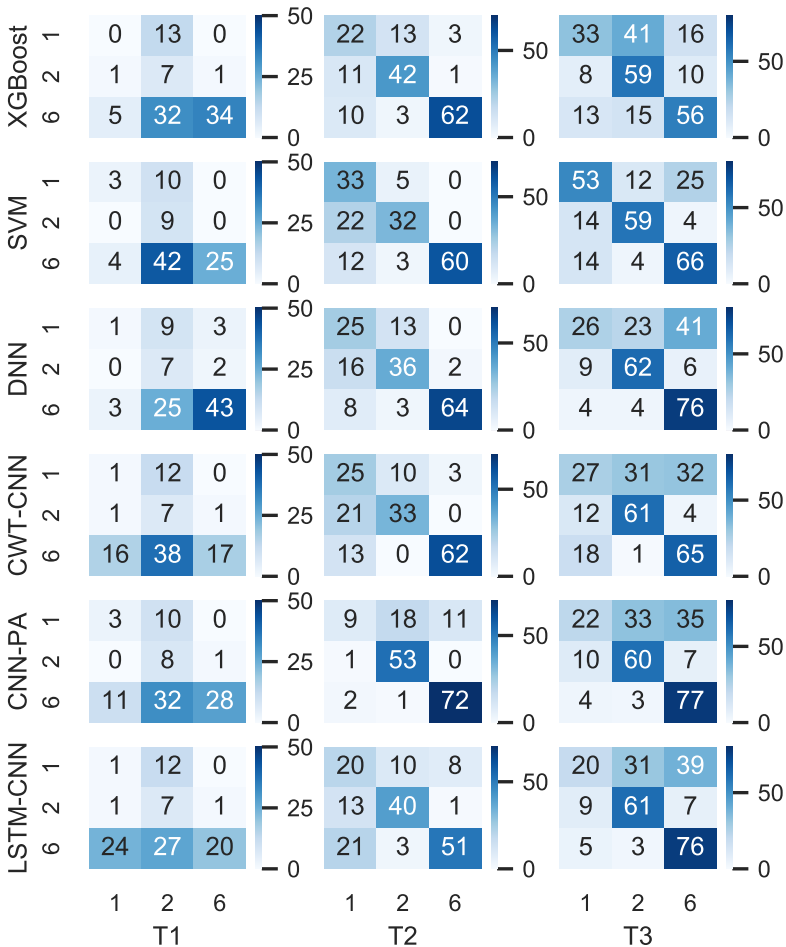 XGBoost
1 0 13 0 50 22 13 3 33 41 16
2 1 7 1 25 11 42 1 50 8 59 10 50
6 5 32 34 0 10 3 62 0 13 15 56 0
SVM
1 3 10 0 50 33 5 0 53 12 25
2 0 9 0 25 22 32 0 50 14 59 4 50
6 4 42 25 0 12 3 60 0 14 4 66 0
DNN
1 1 9 3 50 25 13 0 26 23 41
2 0 7 2 25 16 36 2 50 9 62 6 50
6 3 25 43 0 8 3 64 0 4 4 76 0
CWT-CNN
1 1 12 0 50 25 10 3 27 31 32
2 1 7 1 25 21 33 0 50 12 61 4 50
6 16 38 17 0 13 0 62 0 18 1 65 0
CNN-PA
1 3 10 0 50 9 18 11 22 33 35
2 0 8 1 25 1 53 0 50 10 60 7 50
6 11 32 28 0 2 1 72 0 4 3 77 0
LSTM-CNN
1 1 12 0 50 20 10 8 20 31 39
2 1 7 1 25 13 40 1 50 9 61 7 50
6 24 27 20 0 21 3 51 0 5 3 76 0
1 2 6 1 2 6 1 2 6
T1 T2 T3